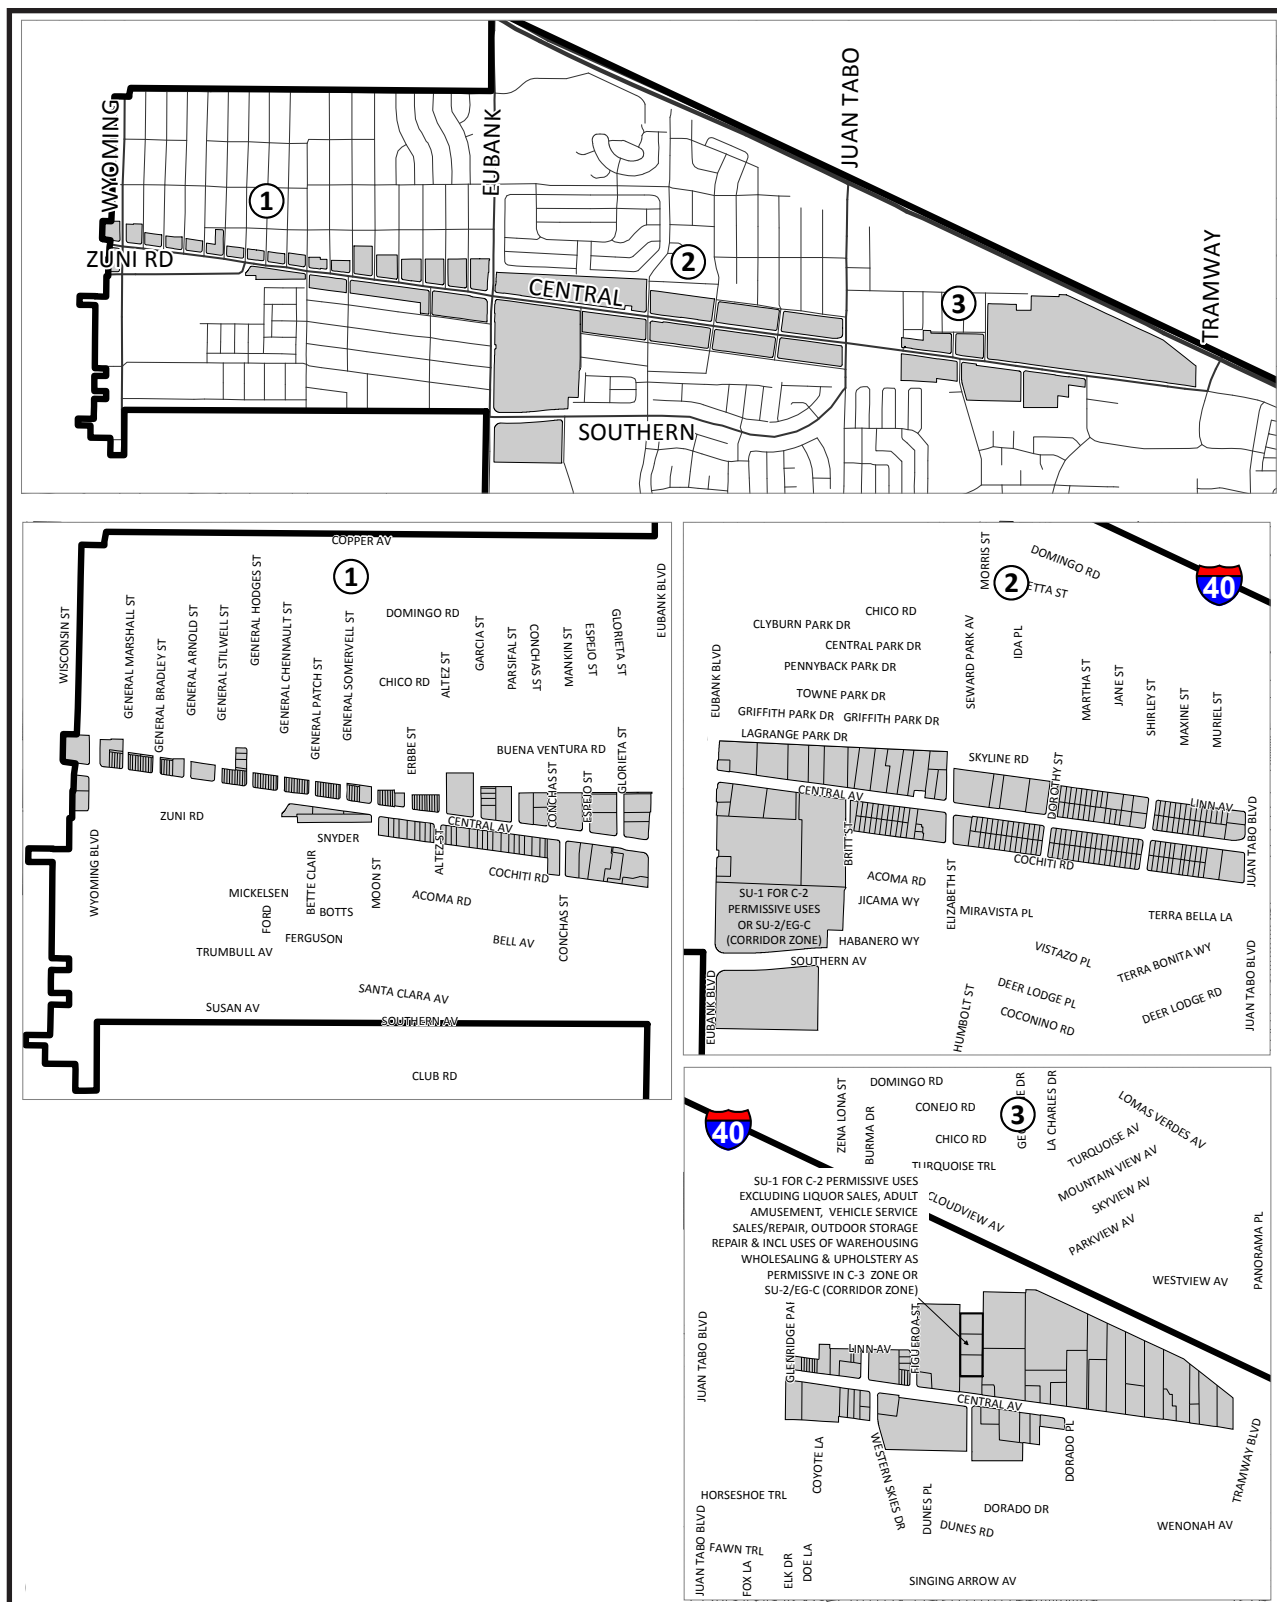 WYOMING
EUBANK
JUAN TABO
TRAMWAY
1
2
3
ZUNI RD
CENTRAL
SOUTHERN
COPPER AV
1
WISCONSIN ST
GENERAL MARSHALL ST
GENERAL BRADLEY ST
GENERAL ARNOLD ST
GENERAL STILWELL ST
GENERAL HODGES ST
GENERAL CHENNAULT ST
GENERAL PATCH ST
GENERAL SOMERVELL ST
DOMINGO RD
CHICO RD
ERBBE ST
ALTEZ ST
GARCIA ST
PARSIFAL ST
CONCHAS ST
MANKIN ST
ESPEJO ST
GLORIETA ST
EUBANK BLVD
BUENA VENTURA RD
CONCHAS ST
ESPEJO ST
GLORIETA ST
ZUNI RD
CENTRAL AV
SNYDER
ALTEZ ST
COCHITI RD
WYOMING BLVD
MICKELSEN
FORD
BETTE CLAIR
BOTTS
MOON ST
ACOMA RD
FERGUSON
TRUMBULL AV
BELL AV
CONCHAS ST
SANTA CLARA AV
SUSAN AV
SOUTHERN AV
CLUB RD
MORRIS ST
DOMINGO RD
2
ETTA ST
40
CHICO RD
CLYBURN PARK DR
CENTRAL PARK DR
PENNYBACK PARK DR
TOWNE PARK DR
GRIFFITH PARK DR
GRIFFITH PARK DR
LAGRANGE PARK DR
EUBANK BLVD
SEWARD PARK AV
IDA PL
MARTHA ST
JANE ST
SHIRLEY ST
MAXINE ST
MURIEL ST
SKYLINE RD
DOROTHY ST
CENTRAL AV
LINN AV
BRITT ST
COCHITI RD
JUAN TABO BLVD
ACOMA RD
ELIZABETH ST
SU-1 FOR C-2
PERMISSIVE USES
OR SU-2/EG-C
(CORRIDOR ZONE)
JICAMA WY
MIRAVISTA PL
TERRA BELLA LA
HABANERO WY
SOUTHERN AV
VISTAZO PL
TERRA BONITA WY
DEER LODGE PL
DEER LODGE RD
COCONINO RD
EUBANK BLVD
HUMBOLT ST
JUAN TABO BLVD
ZENA LONA ST
DOMINGO RD
BURMA DR
CONEJO RD
3
LA CHARLES DR
LOMAS VERDES AV
40
CHICO RD
TURQUOISE AV
TURQUOISE TRL
MOUNTAIN VIEW AV
SU-1 FOR C-2 PERMISSIVE USES
EXCLUDING LIQUOR SALES, ADULT
AMUSEMENT, VEHICLE SERVICE
SALES/REPAIR, OUTDOOR STORAGE
REPAIR & INCL USES OF WAREHOUSING
WHOLESALING & UPHOLSTERY AS
PERMISSIVE IN C-3 ZONE OR
SU-2/EG-C (CORRIDOR ZONE)
CLOUDVIEW AV
SKYVIEW AV
PARKVIEW AV
PANORAMA PL
WESTVIEW AV
JUAN TABO BLVD
GLENRIDGE PAR
FIGUEROA ST
LINN AV
CENTRAL AV
COYOTE LA
WESTERN SKIES DR
DORADO PL
TRAMWAY BLVD
HORSESHOE TRL
DUNES PL
DORADO DR
DUNES RD
WENONAH AV
JUAN TABO BLVD
FAWN TRL
FOX LA
ELK DR
DOE LA
SINGING ARROW AV